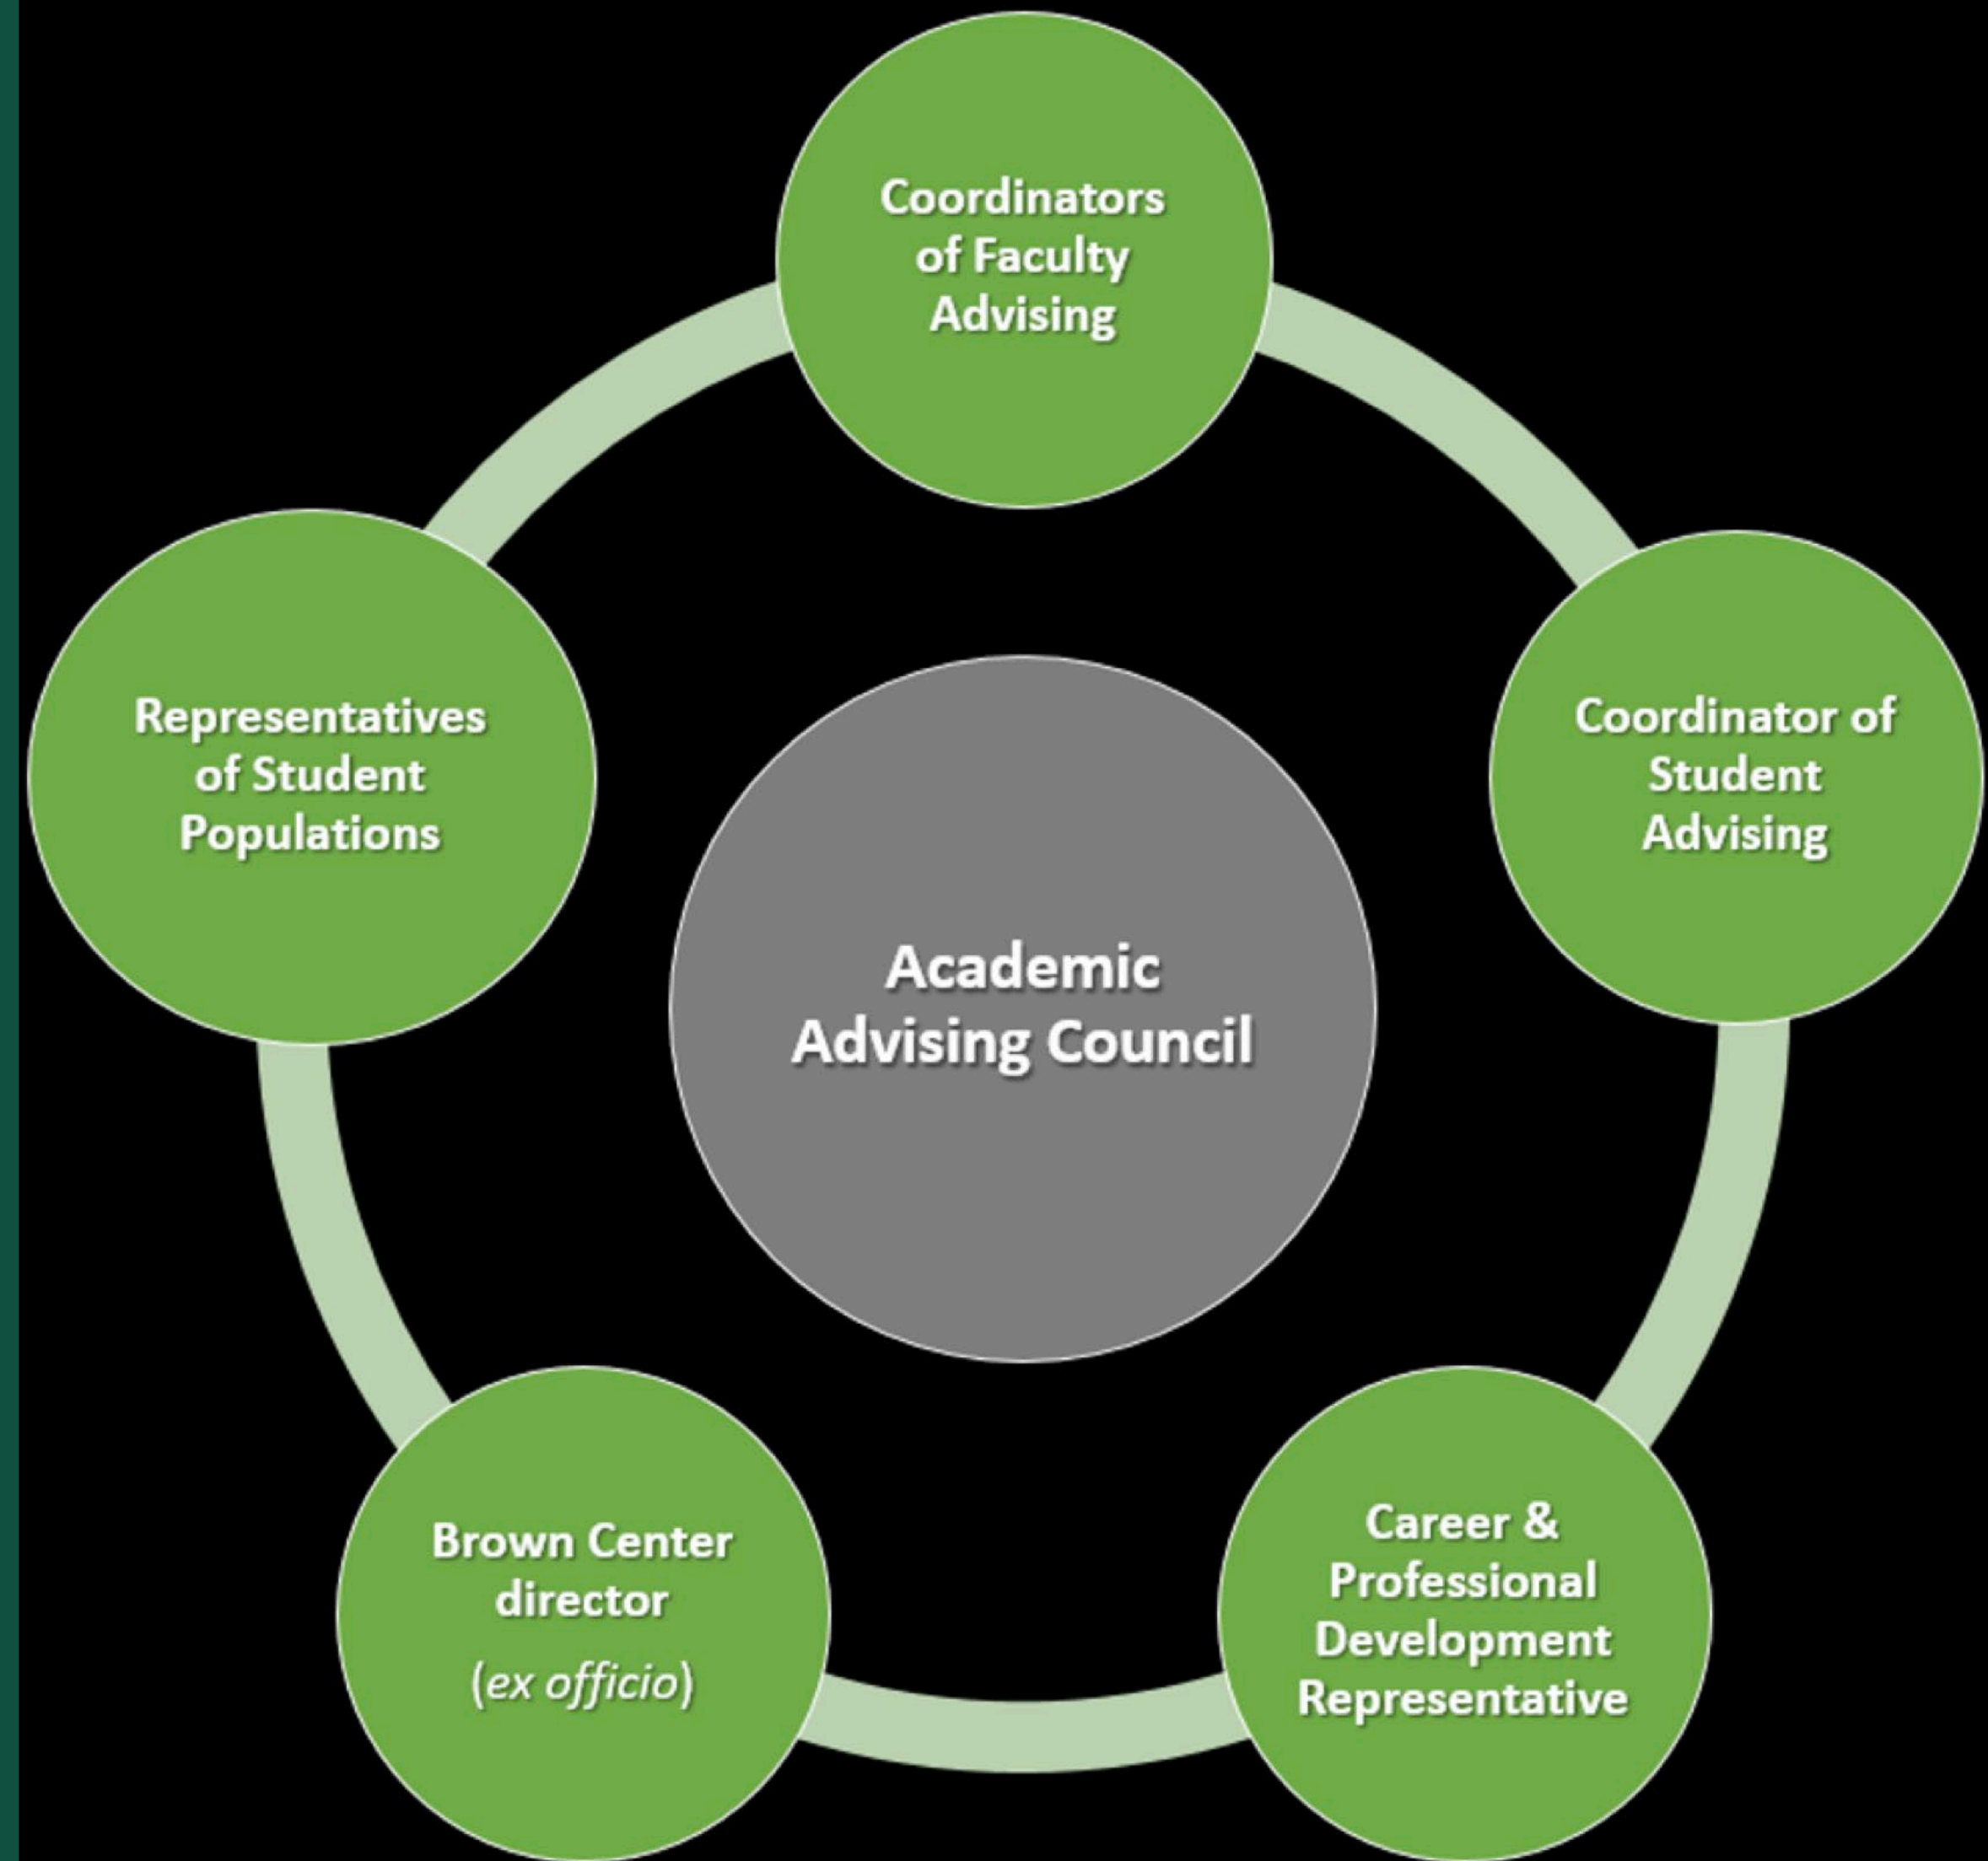 Coordinators
of Faculty
Advising
Representatives
of Student
Populations
Coordinator of
Student
Advising
Academic
Advising Council
Brown Center
director
(ex officio)
Career &
Professional
Development
Representative